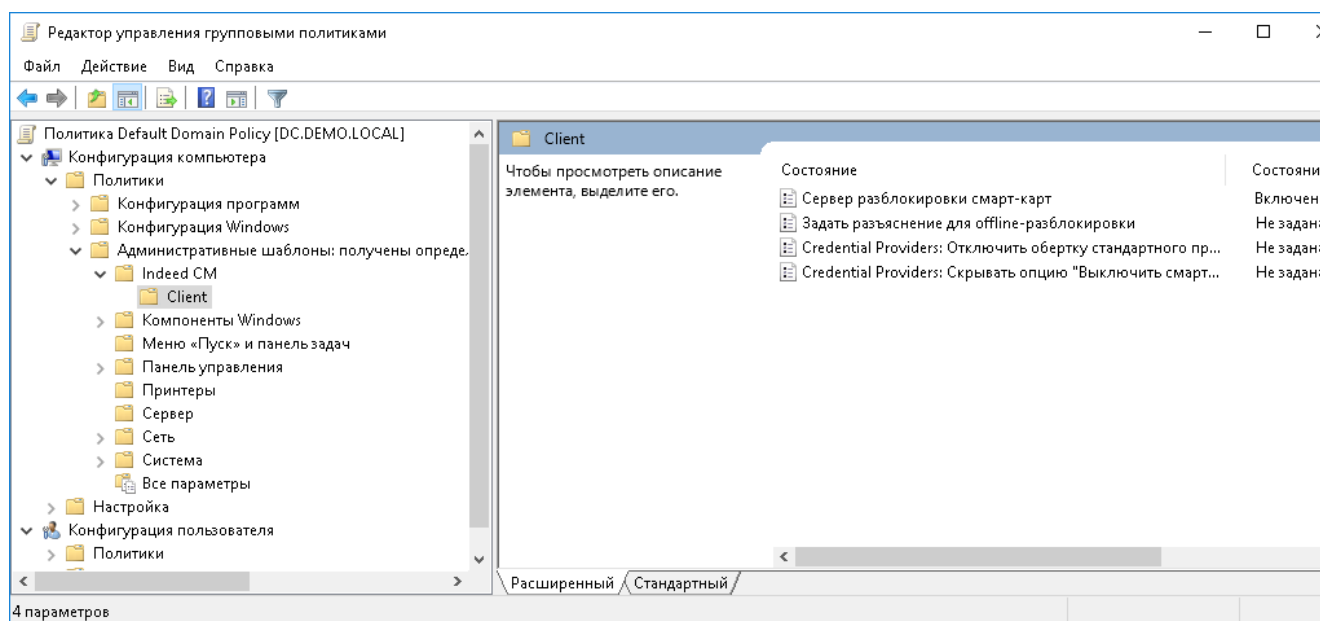 Редактор управления групповыми политиками
Файл Действие Вид Справка
Политика Default Domain Policy [DC.DEMO.LOCAL]
Конфигурация компьютера
Политики
Конфигурация программ
Конфигурация Windows
Административные шаблоны: получены опреде
Indeed CM
Client
Компоненты Windows
Меню «Пуск» и панель задач
Панель управления
Принтеры
Сервер
Сеть
Система
Все параметры
Настройка
Конфигурация пользователя
Политики
Client
Чтобы просмотреть описание
элемента, выделите его.
Состояние Состояни
Сервер разблокировки смарт-карт Включен
Задать разъяснение для offline-разблокировки Не задан
Credential Providers: Отключить обертку стандартного пр... Не задан
Credential Providers: Скрывать опцию "Выключить смарт... Не задан
Расширенный Стандартный
4 параметров